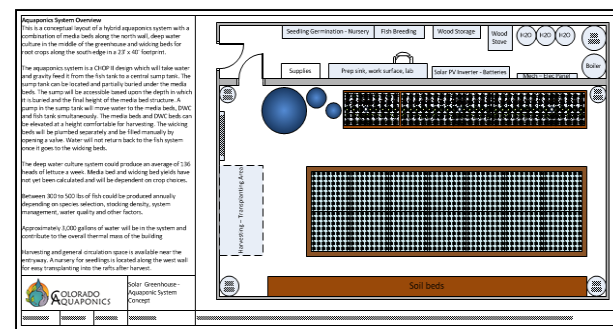 Aquaponics System Overview
This is a conceptual layout of a hybrid aquaponics system with a
combination of media beds along the north wall, deep water
culture in the middle of the greenhouse and wicking beds for
root crops along the south edge in a 23' x 40' footprint.
The aquaponics system is a CHOP II design which will take water
and gravity feed it from the fish tank to a central sump tank. The
sump tank can be located and partially buried under the media
beds. The sump will be accessible based upon the depth in which
it is buried and the final height of the media bed structure. A
pump in the sump tank will move water to the media beds, DWC
and fish tank simultaneously. The media beds and DWC beds can
be elevated at a height comfortable for harvesting. The wicking
beds will be plumbed separately and be filled manually by
opening a valve. Water will not return back to the fish system
once it goes to the wicking beds.
The deep water culture system could produce an average of 136
heads of lettuce a week. Media bed and wicking bed yields have
not yet been calculated and will be dependent on crop choices.
Between 300 to 500 lbs of fish could be produced annually
depending on species selection, stocking density, system
management, water quality and other factors.
Approximately 3,000 gallons of water will be in the system and
contribute to the overall thermal mass of the building.
Harvesting and general circulation space is available near the
entryway. A nursery for seedlings is located along the west wall
for easy transplanting into the rafts after harvest.
COLORADO
AQUAPONICS
Solar Greenhouse -
Aquaponic System
Concept
Seedling Germination - Nursery
Fish Breeding
Wood Storage
Wood
Stove
H2O
H2O
H2O
Boiler
Supplies
Prep sink, work surface, lab
Solar PV Inverter - Batteries
Mech – Elec Panel
Harvesting – Transplanting Area
Soil beds